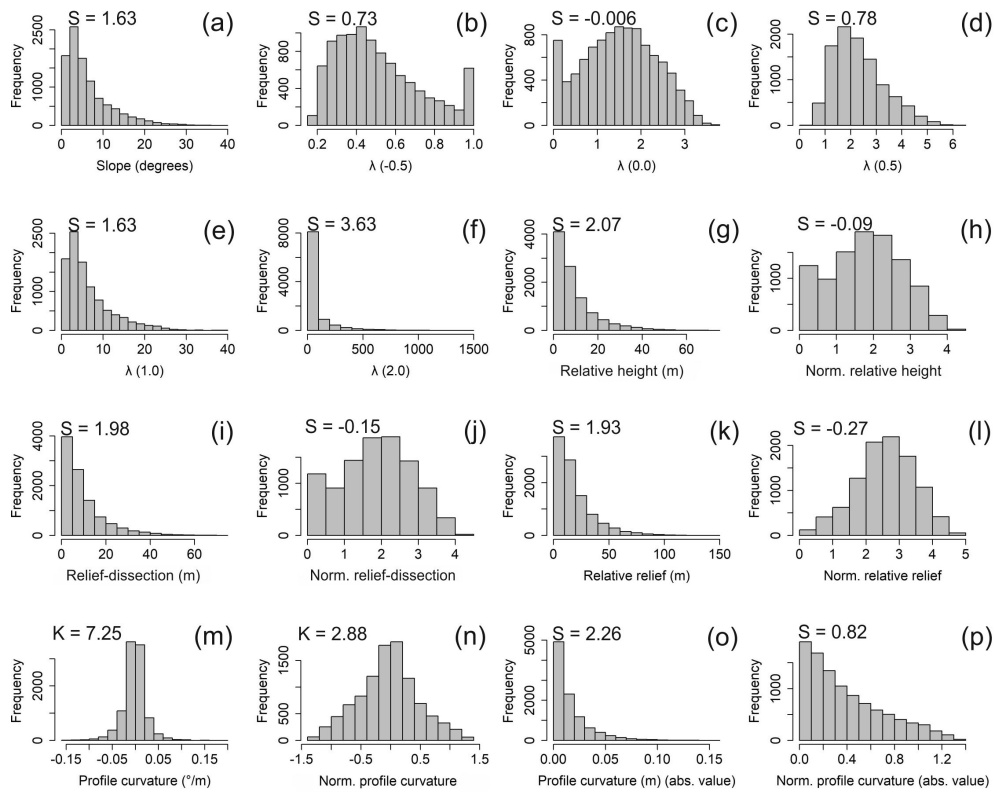 S = 1.63 (a)
Frequency
0 1000 2500
0 10 20 30 40
Slope (degrees)
S = 0.73 (b)
Frequency
0 400 800
0.2 0.4 0.6 0.8 1.0
λ (-0.5)
S = -0.006 (c)
Frequency
0 400 800
0 1 2 3
λ (0.0)
S = 0.78 (d)
Frequency
0 1000 2000
0 1 2 3 4 5 6
λ (0.5)
S = 1.63 (e)
Frequency
0 1000 2500
0 10 20 30 40
λ (1.0)
S = 3.63 (f)
Frequency
0 4000 8000
0 500 1000 1500
λ (2.0)
S = 2.07 (g)
Frequency
0 2000 4000
0 20 40 60
Relative height (m)
S = -0.09 (h)
Frequency
0 1000
0 1 2 3 4
Norm. relative height
S = 1.98 (i)
Frequency
0 2000 4000
0 20 40 60
Relief-dissection (m)
S = -0.15 (j)
Frequency
0 1000
0 1 2 3 4
Norm. relief-dissection
S = 1.93 (k)
Frequency
0 2000
0 50 100 150
Relative relief (m)
S = -0.27 (l)
Frequency
0 1000 2000
0 1 2 3 4 5
Norm. relative relief
K = 7.25 (m)
Frequency
0 2000
-0.15 -0.05 0.05 0.15
Profile curvature (°/m)
K = 2.88 (n)
Frequency
0 500 1500
-1.5 -0.5 0.5 1.5
Norm. profile curvature
S = 2.26 (o)
Frequency
0 2000 5000
0.00 0.05 0.10 0.15
Profile curvature (m) (abs. value)
S = 0.82 (p)
Frequency
0 1000
0.0 0.4 0.8 1.2
Norm. profile curvature (abs. value)